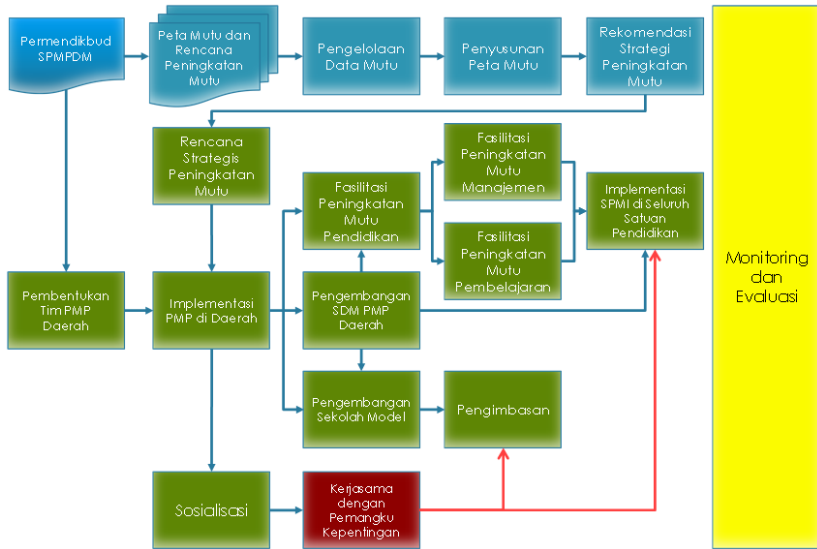 Permendikbud
SPMPDM
Peta Mutu dan
Rencana
Peningkatan
Mutu
Pengelolaan
Data Mutu
Penyusunan
Peta Mutu
Rekomendasi
Strategi
Peningkatan
Mutu
Rencana
Strategis
Peningkatan
Mutu
Fasilitasi
Peningkatan
Mutu
Pendidikan
Fasilitasi
Peningkatan
Mutu
Manajemen
Fasilitasi
Peningkatan
Mutu
Pembelajaran
Implementasi
SPMI di Seluruh
Satuan
Pendidikan
Monitoring
dan
Evaluasi
Pembentukan
Tim PMP
Daerah
Implementasi
PMP di Daerah
Pengembangan
SDM PMP
Daerah
Pengembangan
Sekolah Model
Pengimbasan
Sosialisasi
Kerjasama
dengan
Pemangku
Kepentingan